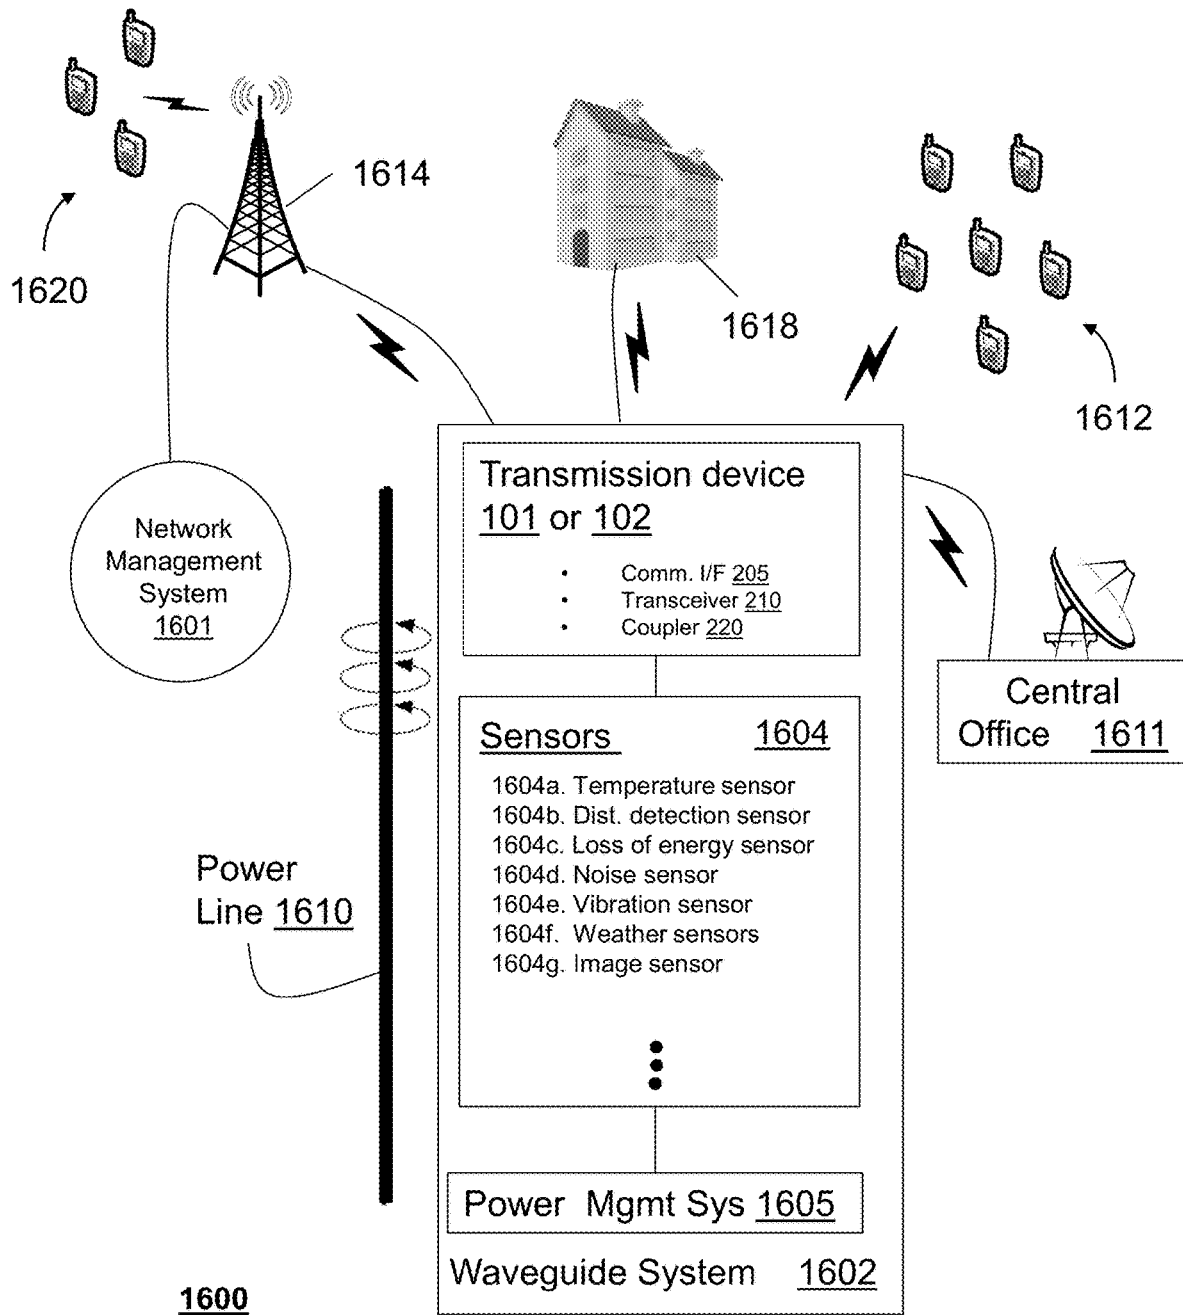 1614
1620
1618
1612
Transmission device
101 or 102
• Comm. I/F 205
• Transceiver 210
• Coupler 220
Network
Management
System
1601
Central
Office 1611
Sensors 1604
1604a. Temperature sensor
1604b. Dist. detection sensor
1604c. Loss of energy sensor
1604d. Noise sensor
1604e. Vibration sensor
1604f. Weather sensors
1604g. Image sensor
Power
Line 1610
Power Mgmt Sys 1605
Waveguide System 1602
1600